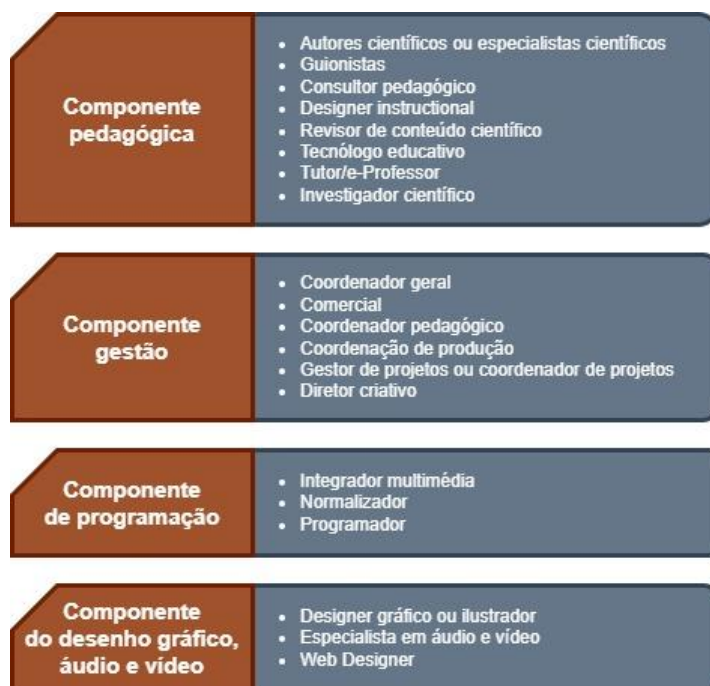 Componente
pedagógica
• Autores científicos ou especialistas científicos
• Guionistas
• Consultor pedagógico
• Designer instructional
• Revisor de conteúdo científico
• Tecnólogo educativo
• Tutor/e-Professor
• Investigador científico
Componente
gestão
• Coordenador geral
• Comercial
• Coordenador pedagógico
• Coordenação de produção
• Gestor de projetos ou coordenador de projetos
• Diretor criativo
Componente
de programação
• Integrador multimédia
• Normalizador
• Programador
Componente
do desenho gráfico,
áudio e vídeo
• Designer gráfico ou ilustrador
• Especialista em áudio e vídeo
• Web Designer